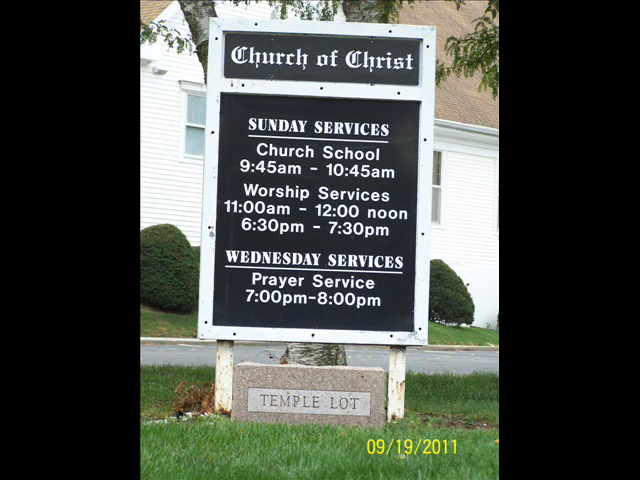 Church of Christ
SUNDAY SERVICES
Church School
9:45am - 10:45am
Worship Services
11:00am - 12:00 noon
6:30pm - 7:30pm
WEDNESDAY SERVICES
Prayer Service
7:00pm-8:00pm
TEMPLE LOT
09/19/2011